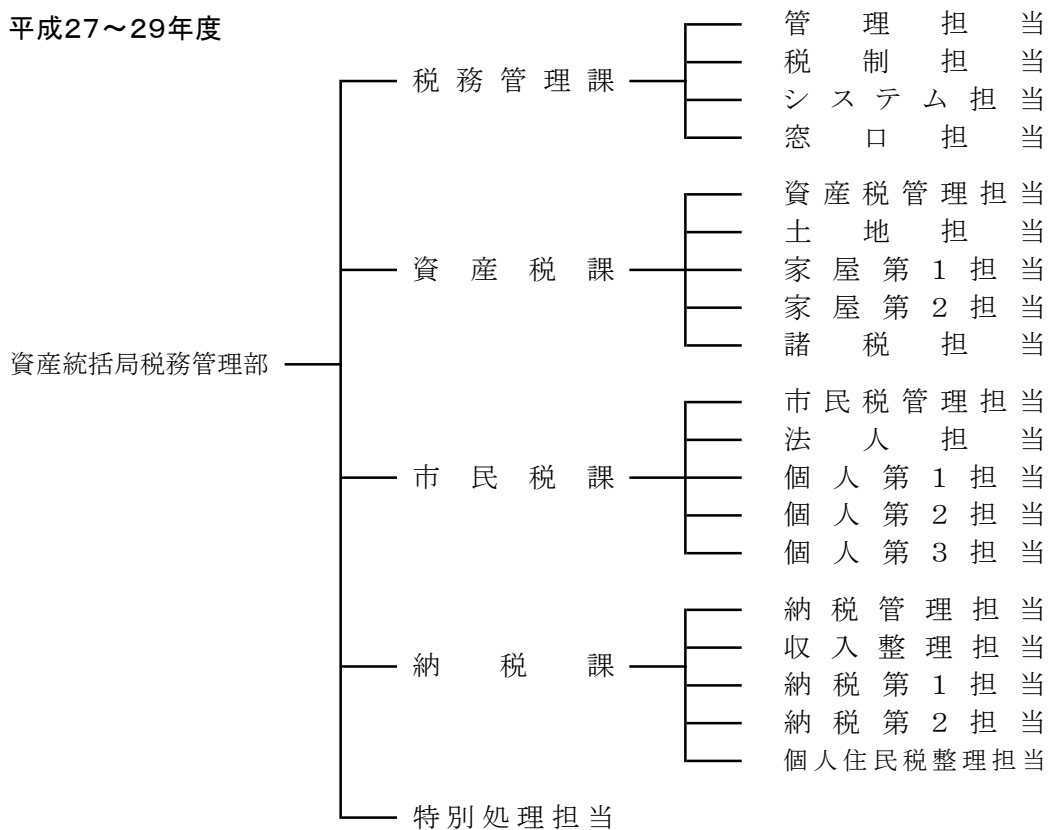 平成27～29年度
管理担当
税務管理課
税制担当
システム担当
窓口担当
資産税管理担当
土地担当
資産税課
家屋第1担当
家屋第2担当
諸税担当
資産統括局税務管理部
市民税管理担当
法人担当
市民税課
個人第1担当
個人第2担当
個人第3担当
納税管理担当
収入整理担当
納税課
納税第1担当
納税第2担当
個人住民税整理担当
特別処理担当